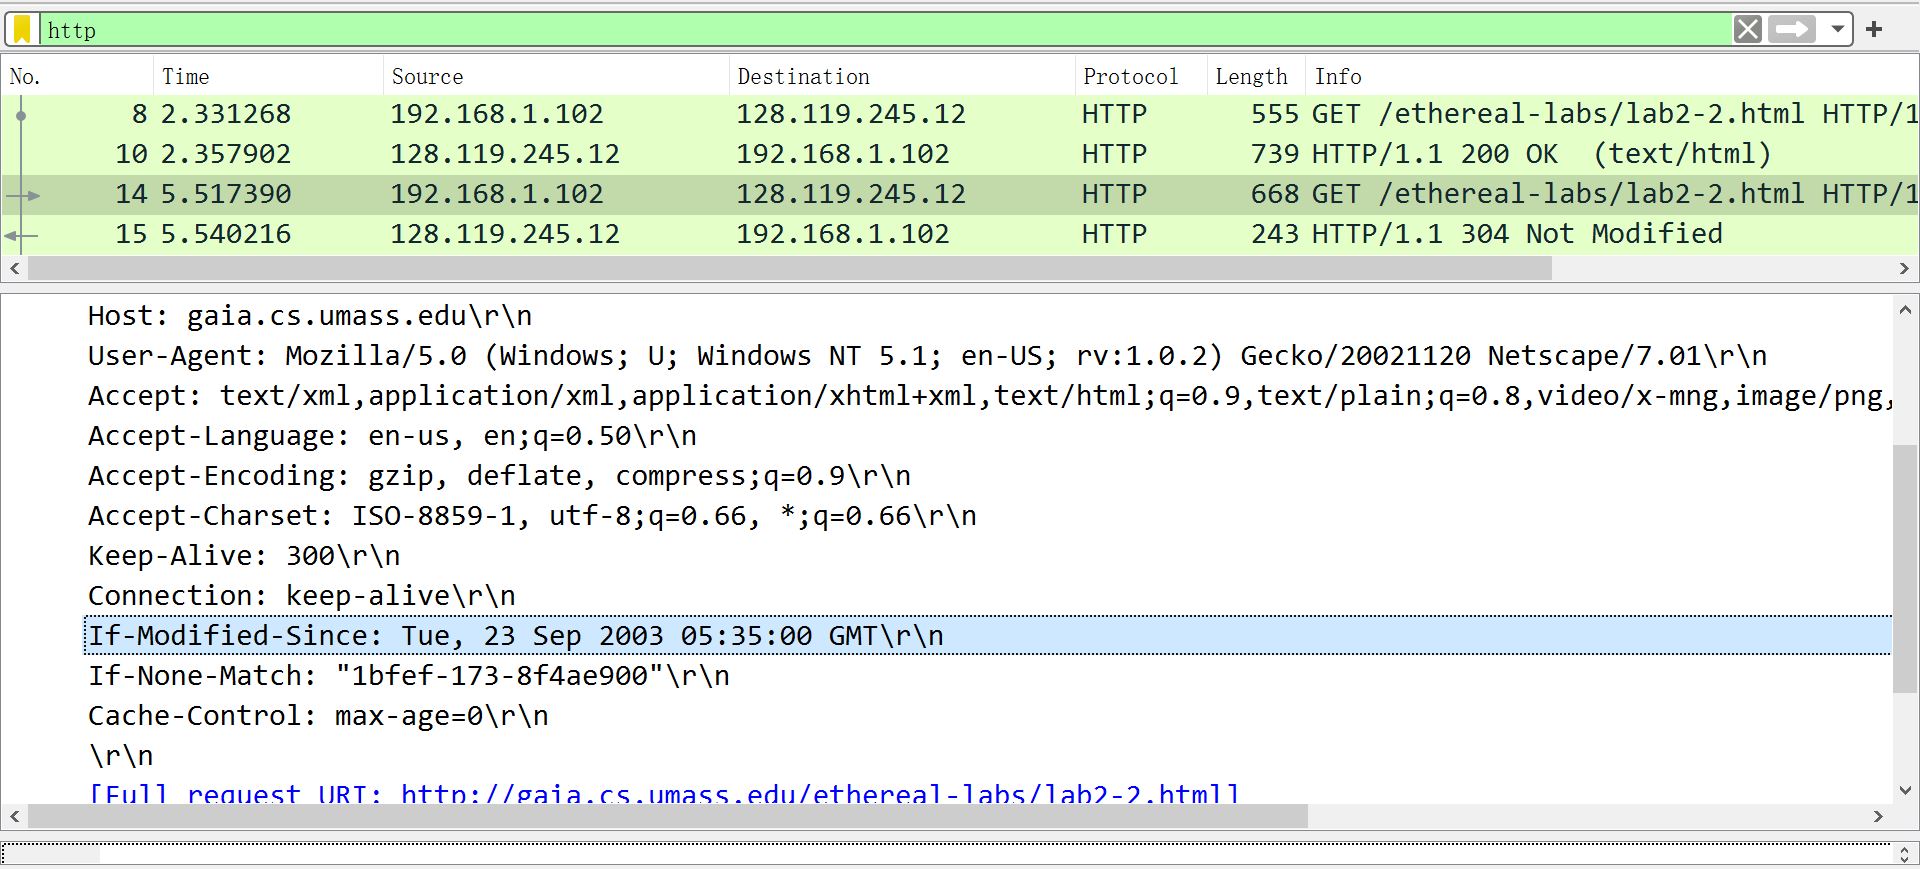 http
No. Time Source Destination Protocol Length Info
8 2.331268 192.168.1.102 128.119.245.12 HTTP 555 GET /ethereal-labs/lab2-2.html HTTP/1
10 2.357902 128.119.245.12 192.168.1.102 HTTP 739 HTTP/1.1 200 OK (text/html)
14 5.517390 192.168.1.102 128.119.245.12 HTTP 668 GET /ethereal-labs/lab2-2.html HTTP/1
15 5.540216 128.119.245.12 192.168.1.102 HTTP 243 HTTP/1.1 304 Not Modified
Host: gaia.cs.umass.edu\r\n
User-Agent: Mozilla/5.0 (Windows; U; Windows NT 5.1; en-US; rv:1.0.2) Gecko/20021120 Netscape/7.01\r\n
Accept: text/xml,application/xml,application/xhtml+xml,text/html;q=0.9,text/plain;q=0.8,video/x-mng,image/png,
Accept-Language: en-us, en;q=0.50\r\n
Accept-Encoding: gzip, deflate, compress;q=0.9\r\n
Accept-Charset: ISO-8859-1, utf-8;q=0.66, *;q=0.66\r\n
Keep-Alive: 300\r\n
Connection: keep-alive\r\n
If-Modified-Since: Tue, 23 Sep 2003 05:35:00 GMT\r\n
If-None-Match: "1bfef-173-8f4ae900"\r\n
Cache-Control: max-age=0\r\n
\r\n
[Full request URI: http://gaia.cs.umass.edu/ethereal-labs/lab2-2.html]